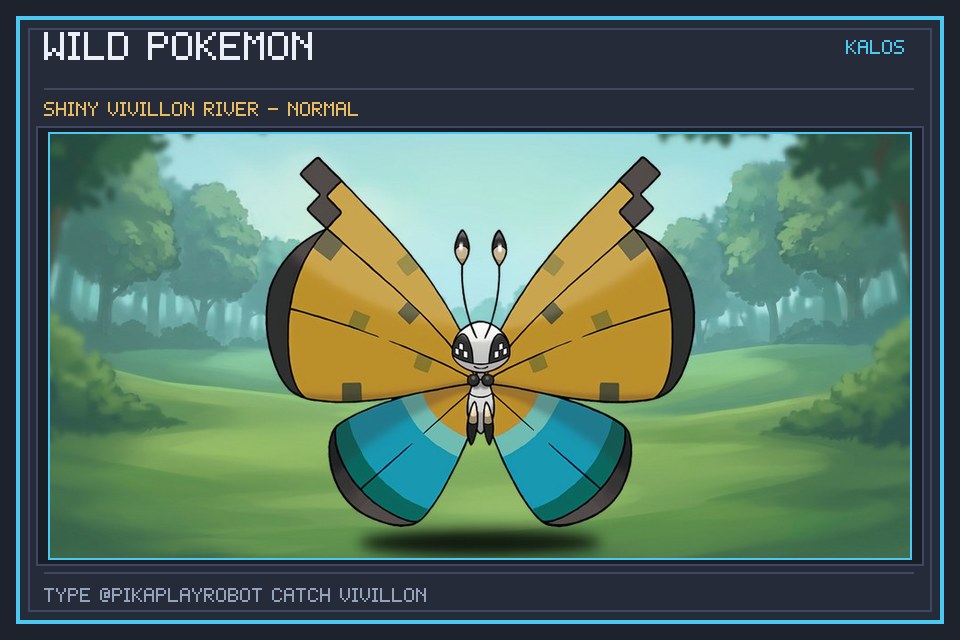 WILD POKEMON
KALOS
SHINY VIVILLON RIVER - NORMAL
TYPE @PIKAPLAYROBOT CATCH VIVILLON